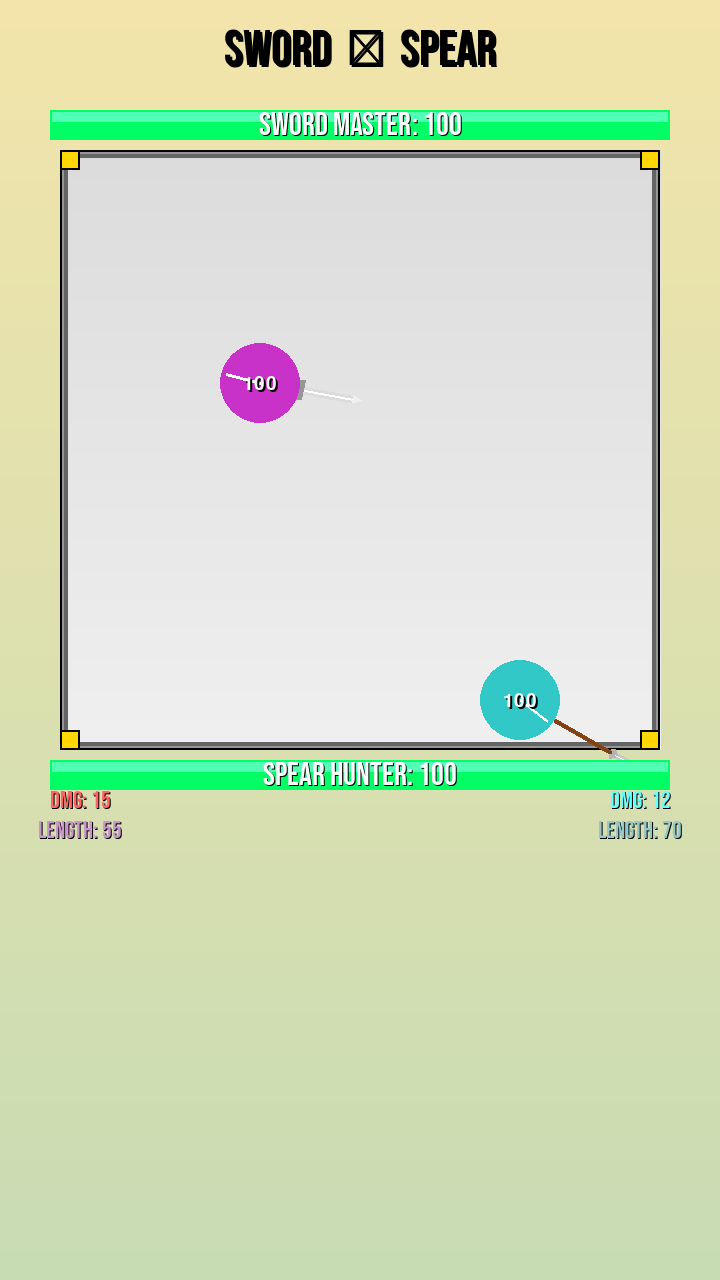 SWORD ☒ SPEAR
SWORD MASTER: 100
100
100
SPEAR HUNTER: 100
DMG: 15
DMG: 12
LENGTH: 55
LENGTH: 70